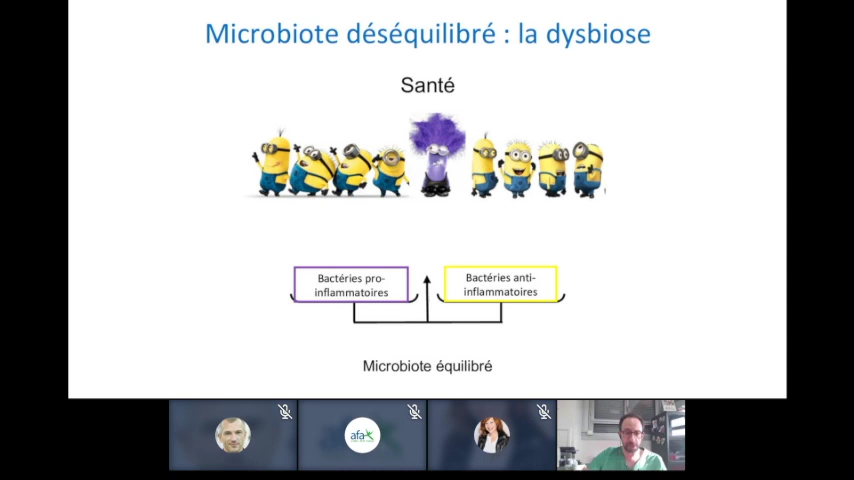 Microbiote déséquilibré : la dysbiose
Santé
Bactéries pro-
inflammatoires
Bactéries anti-
inflammatoires
Microbiote équilibré
afa